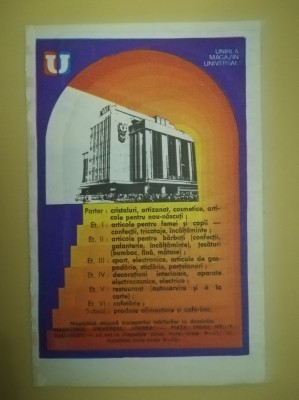 U
UNIREA
MAGAZIN
UNIVERSAL
Parter : cristaluri, artizanat, cosmetice, arti-
cole pentru nou-născuți ;
Et. I : articole pentru femei și copii —
confecții, tricotaje, încălțăminte ;
Et. II : articole pentru bărbați (confecții,
galanterie, încălțăminte), țesături
(bumbac, lînă, mătase) ;
Et. III : sport, electronice, articole de gos-
podărie, sticlărie, porțelanuri ;
Et. IV : decorațiuni interioare, aparate
electrocasnice, electrice ;
Et. V : restaurant (autoservire și à la
carte) ;
Et. VI : cofetărie ;
Subsol : produse alimentare și cafe-bar.